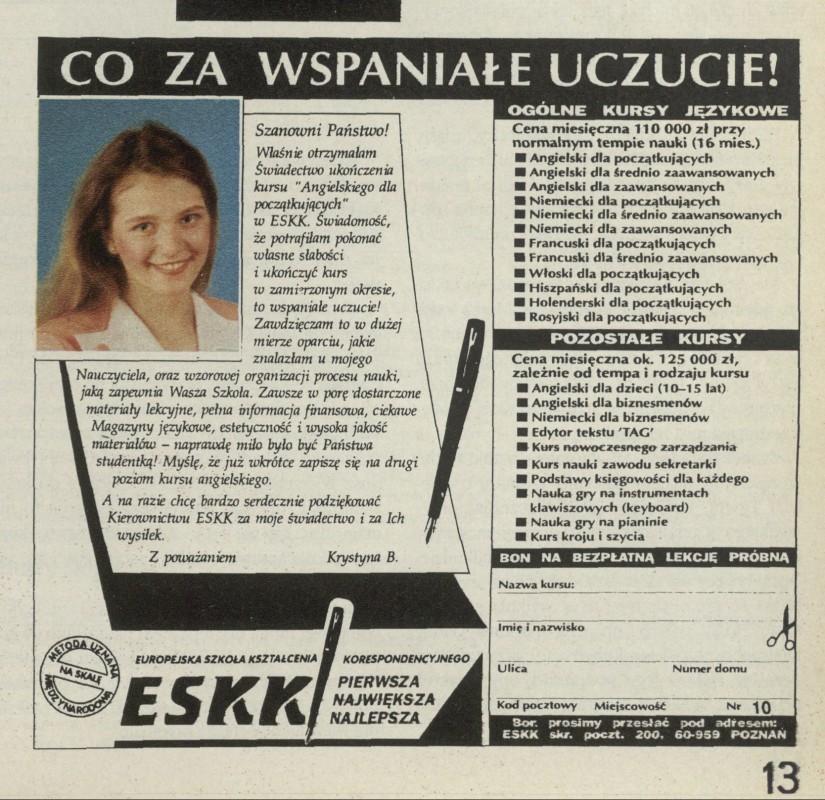 CO ZA WSPANIAŁE UCZUCIE!
Szanowni Państwo!
Właśnie otrzymałam
Świadectwo ukończenia
kursu "Angielskiego dla
początkujących"
w ESKK. Świadomość,
że potrafiłam pokonać
własne słabości
i ukończyć kurs
w zamierzonym okresie,
to wspaniałe uczucie!
Zawdzięczam to w dużej
mierze oparciu, jakie
znalazłam u mojego
Nauczyciela, oraz wzorowej organizacji procesu nauki,
jaką zapewnia Wasza Szkoła. Zawsze w porę dostarczone
materiały lekcyjne, pełna informacja finansowa, ciekawe
Magazyny językowe, estetyczność i wysoka jakość
materiałów – naprawdę miło było być Państwa
studentką! Myślę, że już wkrótce zapiszę się na drugi
poziom kursu angielskiego.
A na razie chcę bardzo serdecznie podziękować
Kierownictwu ESKK za moje świadectwo i za Ich
wysiłek.
Z poważaniem Krystyna B.
METODA UZNANA
NA SKALĘ
MIĘDZYNARODOWĄ
EUROPEJSKA SZKOŁA KSZTAŁCENIA KORESPONDENCYJNEGO
ESKK
PIERWSZA
NAJWIĘKSZA
NAJLEPSZA
OGÓLNE KURSY JĘZYKOWE
Cena miesięczna 110 000 zł przy
normalnym tempie nauki (16 mies.)
■ Angielski dla początkujących
■ Angielski dla średnio zaawansowanych
■ Angielski dla zaawansowanych
■ Niemiecki dla początkujących
■ Niemiecki dla średnio zaawansowanych
■ Niemiecki dla zaawansowanych
■ Francuski dla początkujących
■ Francuski dla średnio zaawansowanych
■ Włoski dla początkujących
■ Hiszpański dla początkujących
■ Holenderski dla początkujących
■ Rosyjski dla początkujących
POZOSTAŁE KURSY
Cena miesięczna ok. 125 000 zł,
zależnie od tempa i rodzaju kursu
■ Angielski dla dzieci (10–15 lat)
■ Angielski dla biznesmenów
■ Niemiecki dla biznesmenów
■ Edytor tekstu 'TAG'
■ Kurs nowoczesnego zarządzania
■ Kurs nauki zawodu sekretarki
■ Podstawy księgowości dla każdego
■ Nauka gry na instrumentach
klawiszowych (keyboard)
■ Nauka gry na pianinie
■ Kurs kroju i szycia
BON NA BEZPŁATNĄ LEKCJĘ PRÓBNĄ
Nazwa kursu:
Imię i nazwisko
Ulica Numer domu
Kod pocztowy Miejscowość Nr 10
Bon prosimy przesłać pod adresem:
ESKK skr. poczt. 200, 60-959 POZNAŃ
13